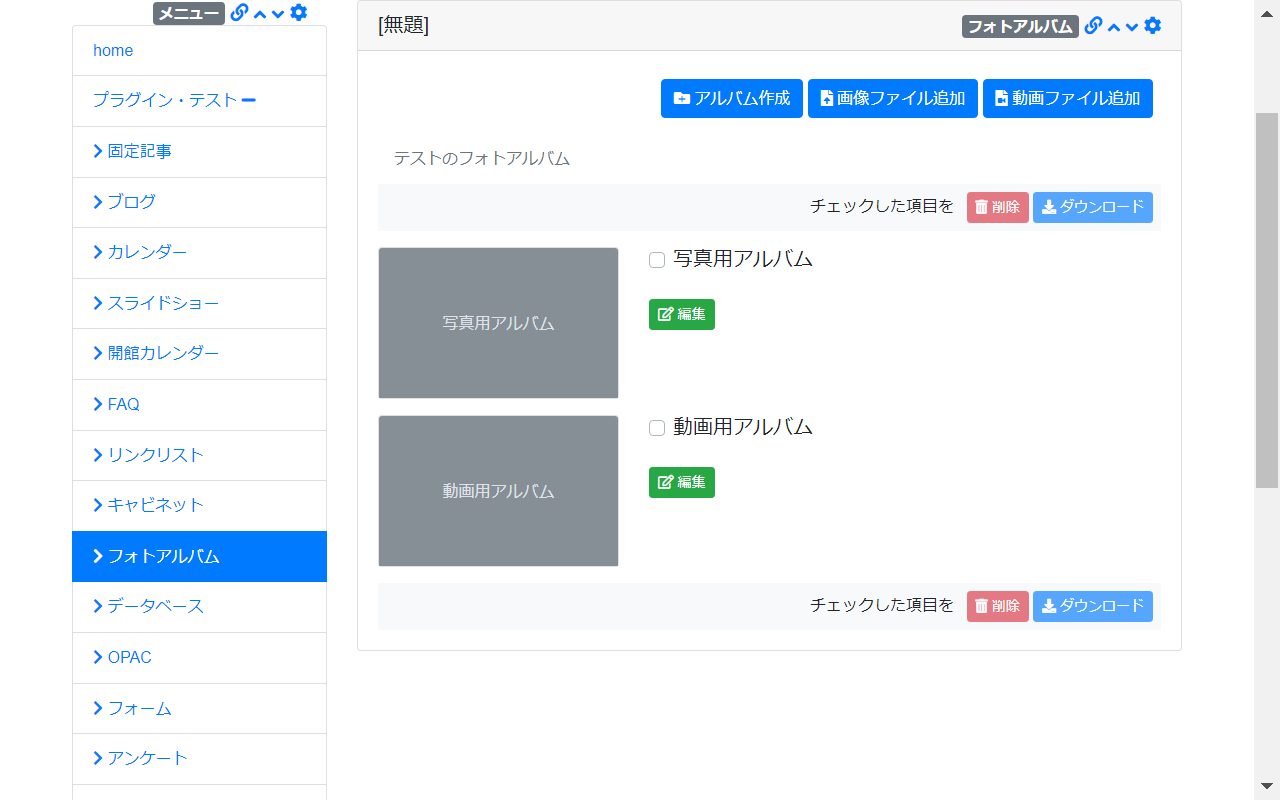 メニュー
home
プラグイン・テスト
固定記事
ブログ
カレンダー
スライドショー
開館カレンダー
FAQ
リンクリスト
キャビネット
フォトアルバム
データベース
OPAC
フォーム
アンケート
[無題]
フォトアルバム
アルバム作成 画像ファイル追加 動画ファイル追加
テストのフォトアルバム
チェックした項目を 削除 ダウンロード
写真用アルバム
写真用アルバム
編集
動画用アルバム
動画用アルバム
編集
チェックした項目を 削除 ダウンロード